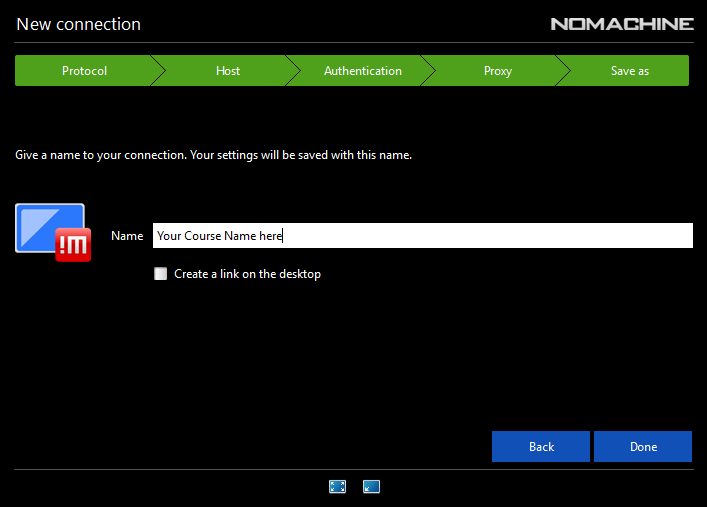 New connection
NOMACHINE
Protocol
Host
Authentication
Proxy
Save as
Give a name to your connection. Your settings will be saved with this name.
!M
Name
Your Course Name here
Create a link on the desktop
Back
Done